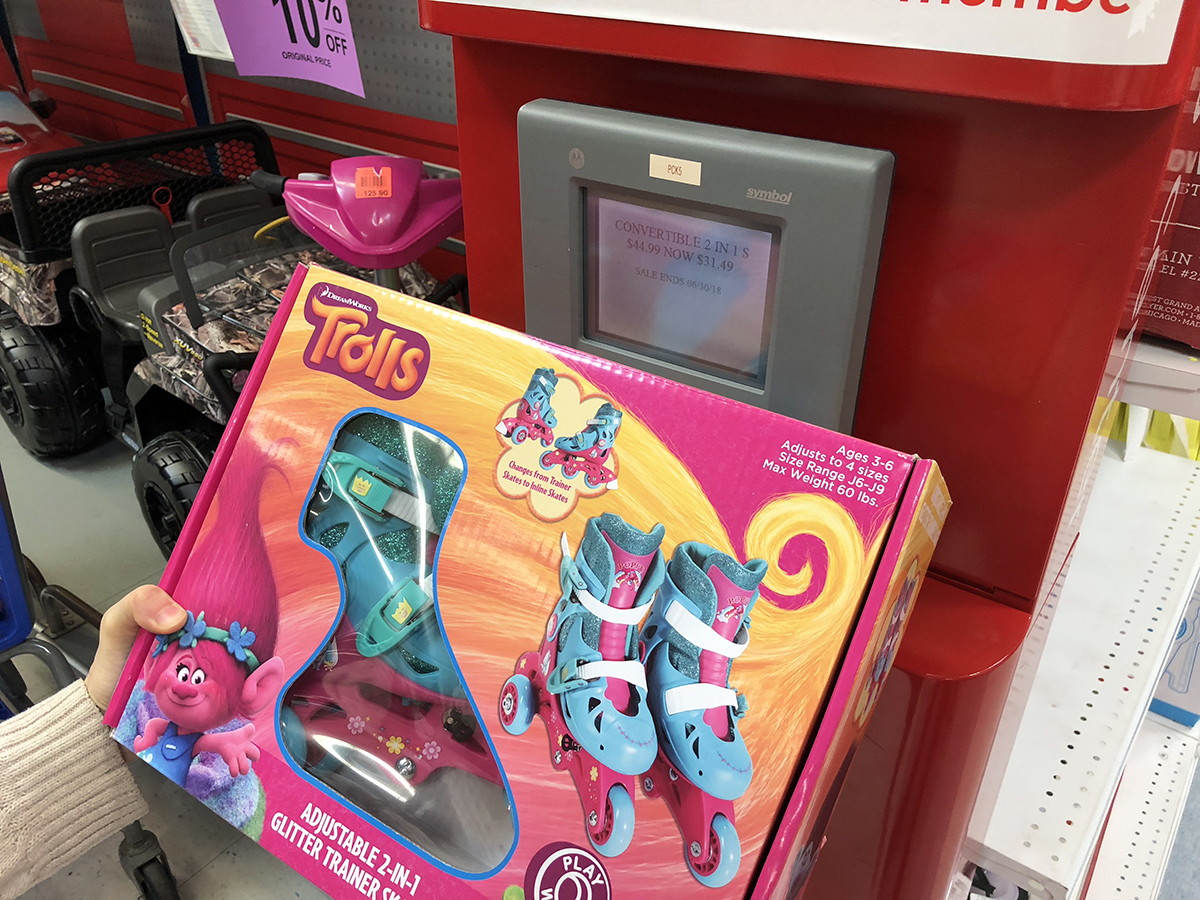 10%
OFF
ORIGINAL PRICE
PCK5
symbol
CONVERTIBLE 2 IN 1 S
$44.99 NOW $31.49
SALE ENDS 06/30/18
125.90
DREAMWORKS
Trolls
Changes from Trainer
Skates to Inline Skates
Ages 3-6
Adjusts to 4 sizes
Size Range J6-J9
Max Weight 60 lbs.
ADJUSTABLE 2-IN-1
GLITTER TRAINER SK
PLAY